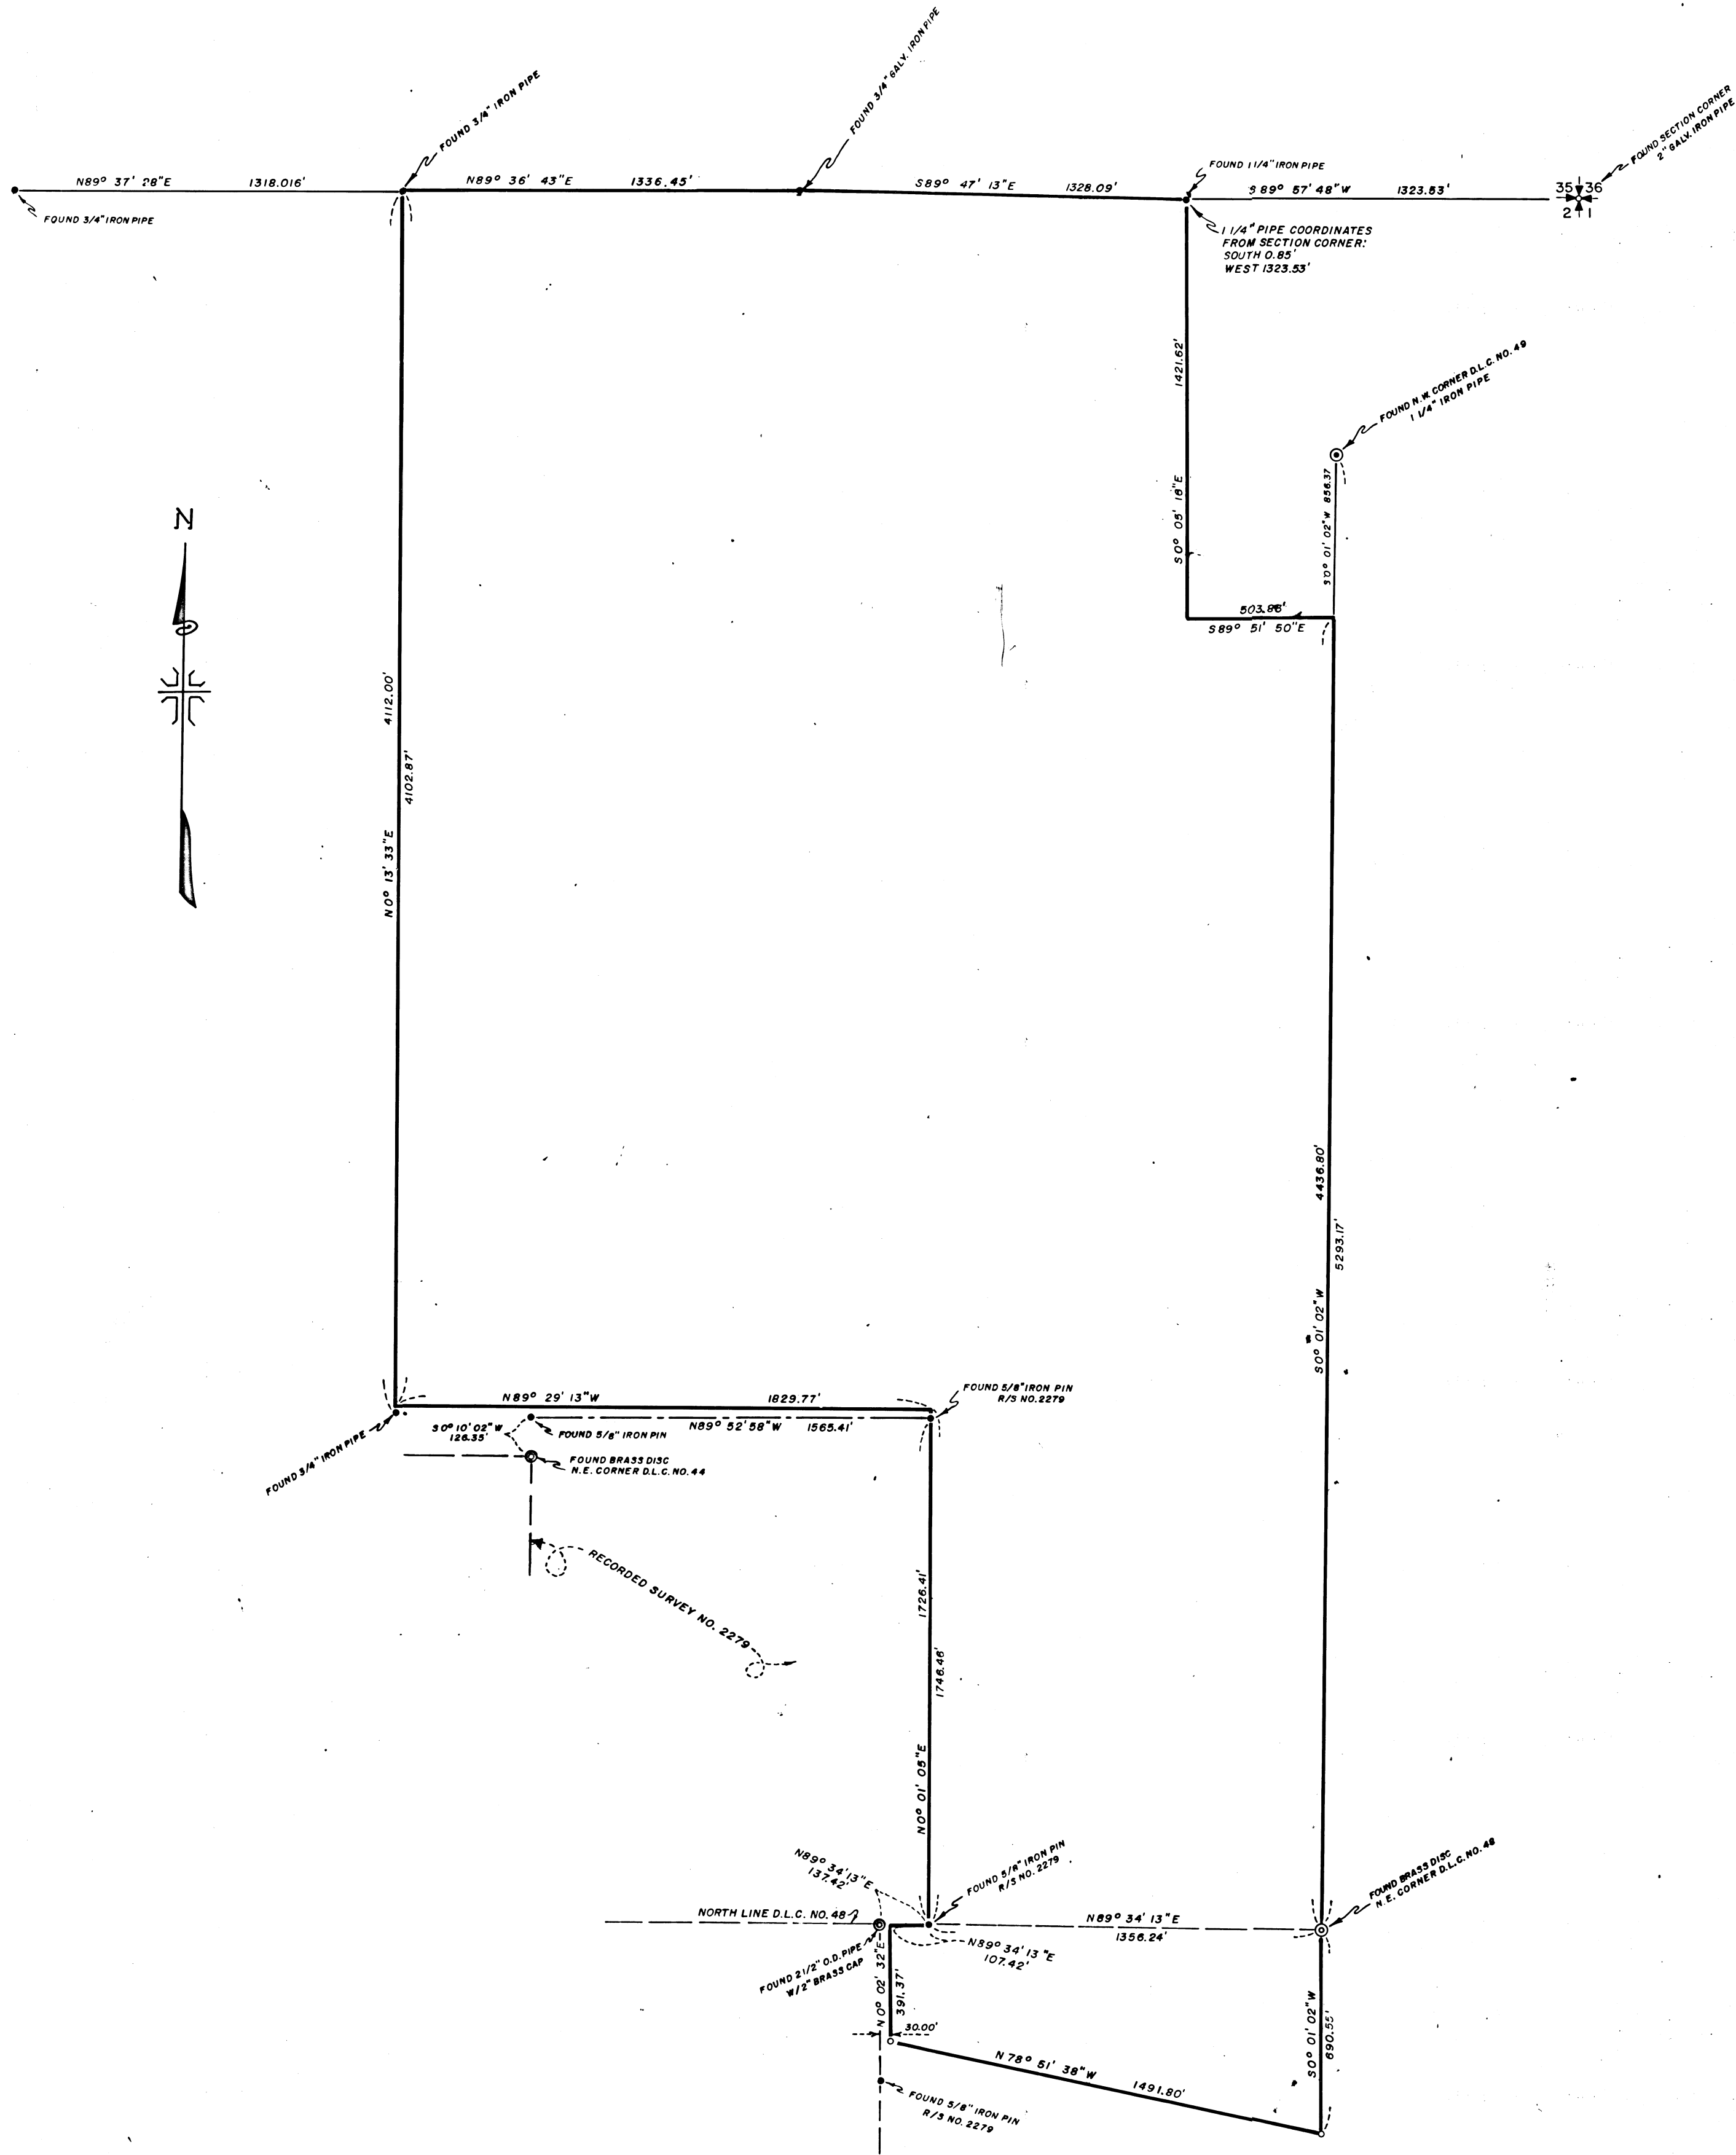 FOUND 3/4" IRON PIPE
FOUND 3/4" GALV. IRON PIPE
FOUND SECTION CORNER
2" GALV. IRON PIPE
N89° 37' 28"E 1318.016'
N89° 36' 43"E 1336.45'
S89° 47' 13"E 1328.09'
FOUND 1 1/4" IRON PIPE
S89° 57' 48"W 1323.53'
35 36
2 1
FOUND 3/4" IRON PIPE
1 1/4" PIPE COORDINATES
FROM SECTION CORNER:
SOUTH 0.85'
WEST 1323.53'
1421.62'
S0° 05' 18"E
FOUND N.W. CORNER D.L.C. NO. 49
1 1/4" IRON PIPE
S0° 01' 02"W 856.37
N
503.88'
S89° 51' 50"E
4112.00'
4102.87'
N0° 13' 33"E
4436.80'
5293.17'
S0° 01' 02"W
N89° 29' 13"W 1829.77'
FOUND 5/8" IRON PIN
R/S NO. 2279
N89° 52' 58"W 1565.41'
S0° 10' 02"W
126.35'
FOUND 5/8" IRON PIN
FOUND 3/4" IRON PIPE
FOUND BRASS DISC
N.E. CORNER D.L.C. NO. 44
RECORDED SURVEY NO. 2279
1726.41'
1746.46'
N0° 01' 05"E
N89° 34' 13"E
137.42'
FOUND 5/8" IRON PIN
R/S NO. 2279
FOUND BRASS DISC
N.E. CORNER D.L.C. NO. 48
NORTH LINE D.L.C. NO. 48
N89° 34' 13"E
1356.24'
N89° 34' 13"E
107.42'
FOUND 2 1/2" O.D. PIPE
W/2" BRASS CAP
N0° 02' 32"E
391.37'
30.00'
S0° 01' 02"W
690.55'
N78° 51' 38"W 1491.80'
FOUND 5/8" IRON PIN
R/S NO. 2279